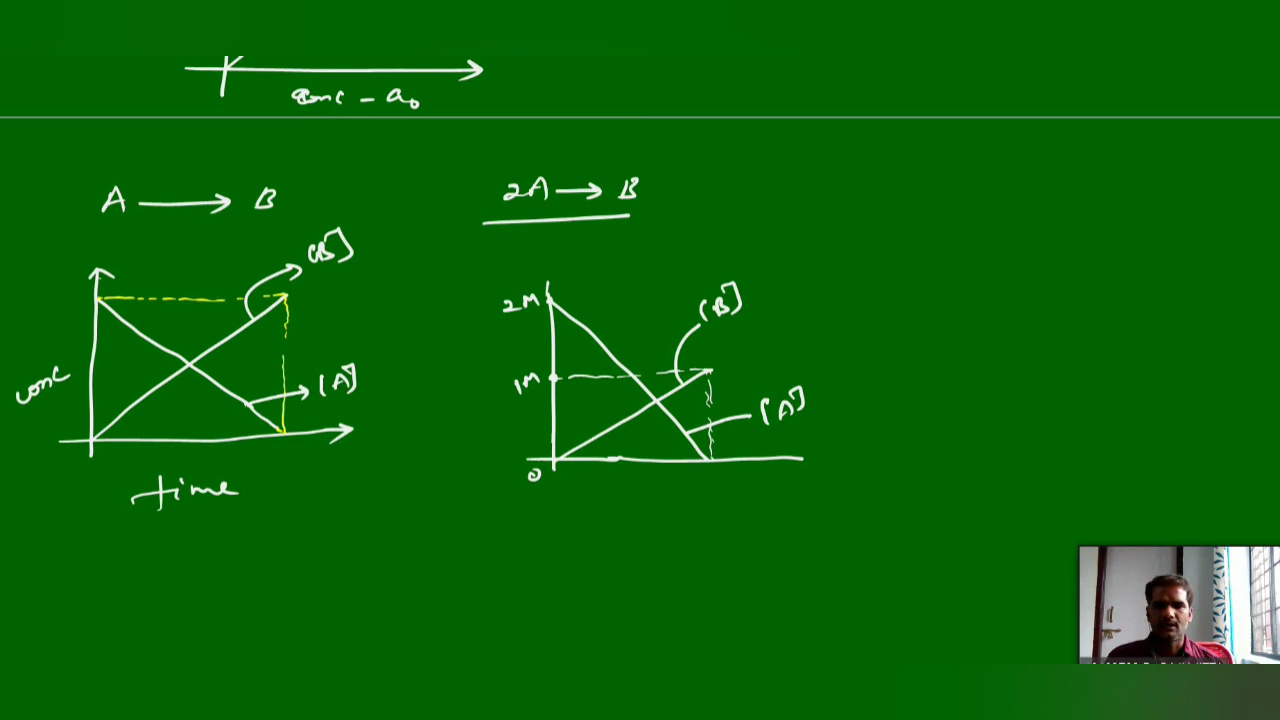 conc - a₀
A ⟶ B
2A ⟶ B
[B]
[A]
conc
time
2M
1M
0
[B]
[A]